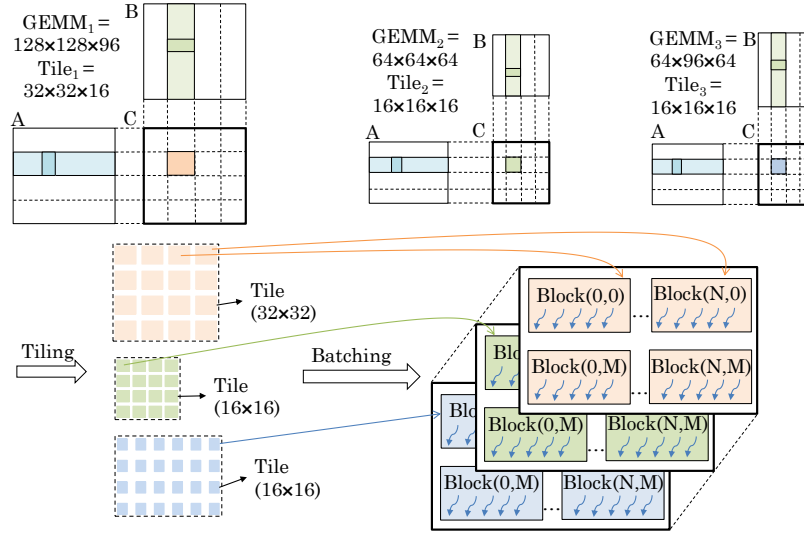 GEMM₁=
128×128×96
Tile₁=
32×32×16
B
A
C
GEMM₂=
64×64×64
Tile₂=
16×16×16
B
A
C
GEMM₃=
64×96×64
Tile₃=
16×16×16
B
A
C
Tiling
Tile
(32×32)
Tile
(16×16)
Tile
(16×16)
Batching
Block(0,0)
...
Block(N,0)
Block(0,M)
...
Block(N,M)
Bloc
Block(0,M)
...
Block(N,M)
Blo
Block(0,M)
...
Block(N,M)